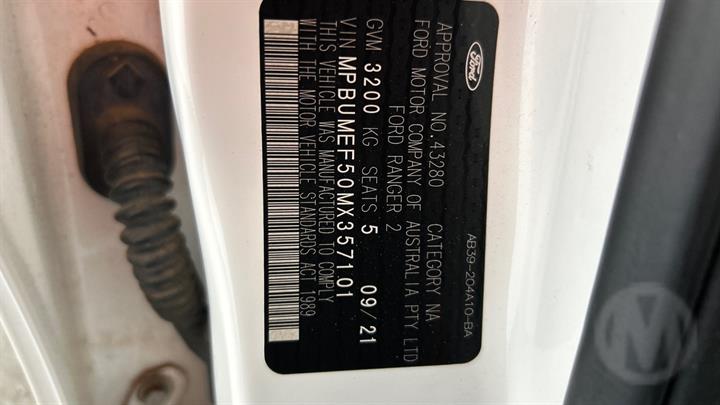 Ford
APPROVAL NO.43280 CATEGORY NA
FORD MOTOR COMPANY OF AUSTRALIA PTY LTD
FORD RANGER 2
GVM 3200 KG SEATS 5 09/21
VIN MPBUMEF50MX357101
THIS VEHICLE WAS MANUFACTURED TO COMPLY
WITH THE MOTOR VEHICLE STANDARDS ACT 1989
AB39-204A10-BA
M